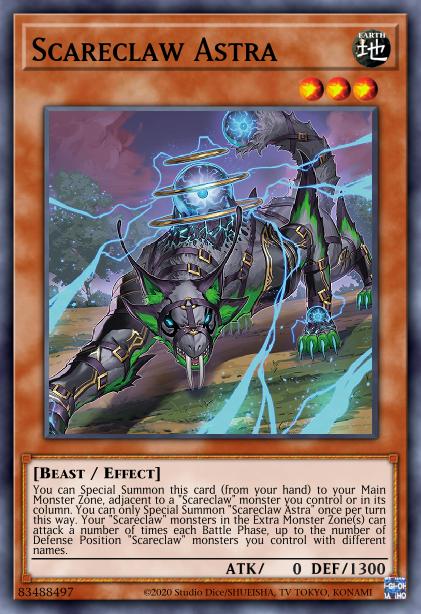 Scareclaw Astra
EARTH
地
[Beast / Effect]
You can Special Summon this card (from your hand) to your Main
Monster Zone, adjacent to a "Scareclaw" monster you control or in its
column. You can only Special Summon "Scareclaw Astra" once per turn
this way. Your "Scareclaw" monsters in the Extra Monster Zone(s) can
attack a number of times each Battle Phase, up to the number of
Defense Position "Scareclaw" monsters you control with different
names.
ATK/ 0 DEF/1300
83488497
©2020 Studio Dice/SHUEISHA, TV TOKYO, KONAMI